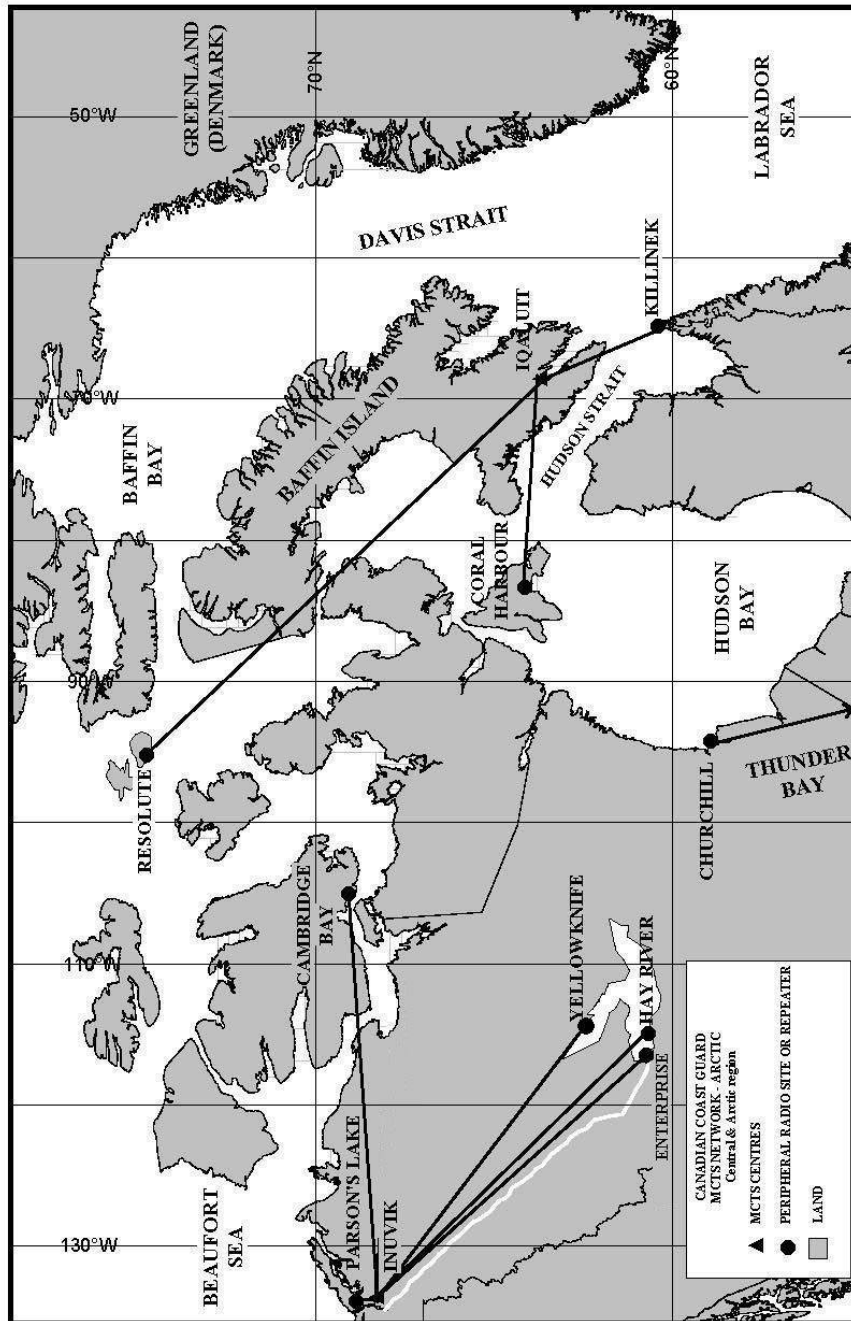 50°W
70°W
90°W
110°W
130°W
70°N
60°N
GREENLAND
(DENMARK)
LABRADOR
SEA
DAVIS STRAIT
KILLINEK
IQALUIT
BAFFIN
BAY
BAFFIN ISLAND
HUDSON STRAIT
CORAL
HARBOUR
HUDSON
BAY
RESOLUTE
CHURCHILL
THUNDER
BAY
CAMBRIDGE
BAY
YELLOWKNIFE
HAY RIVER
ENTERPRISE
BEAUFORT
SEA
PARSON'S LAKE
INUVIK
CANADIAN COAST GUARD
MCTS NETWORK - ARCTIC
Central & Arctic region
MCTS CENTRES
PERIPHERAL RADIO SITE OR REPEATER
LAND